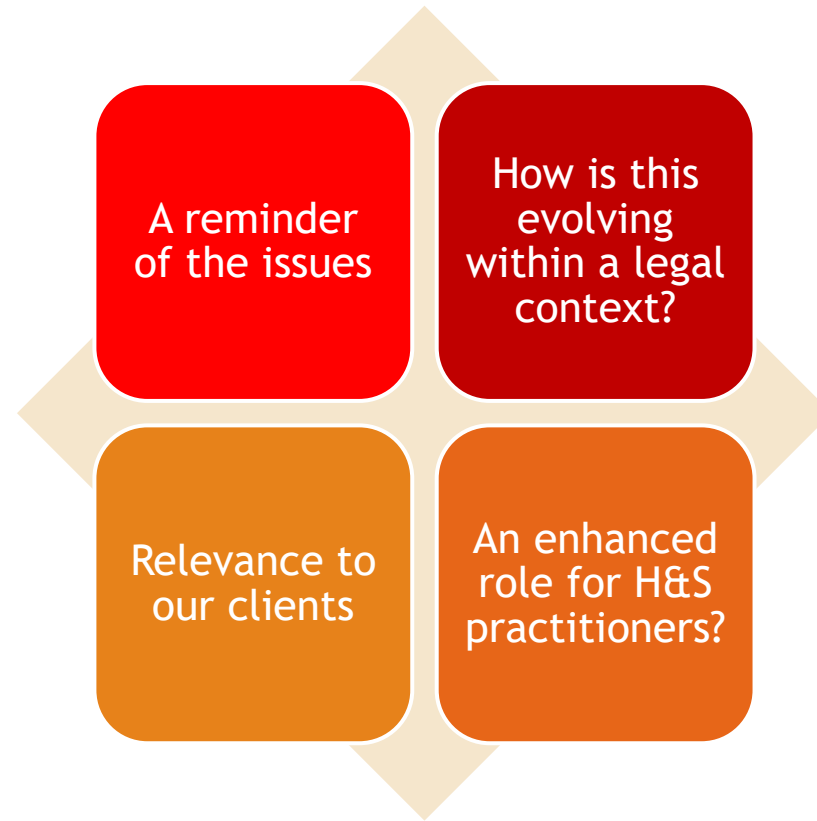 A reminder
of the issues
How is this
evolving
within a legal
context?
Relevance to
our clients
An enhanced
role for H&S
practitioners?